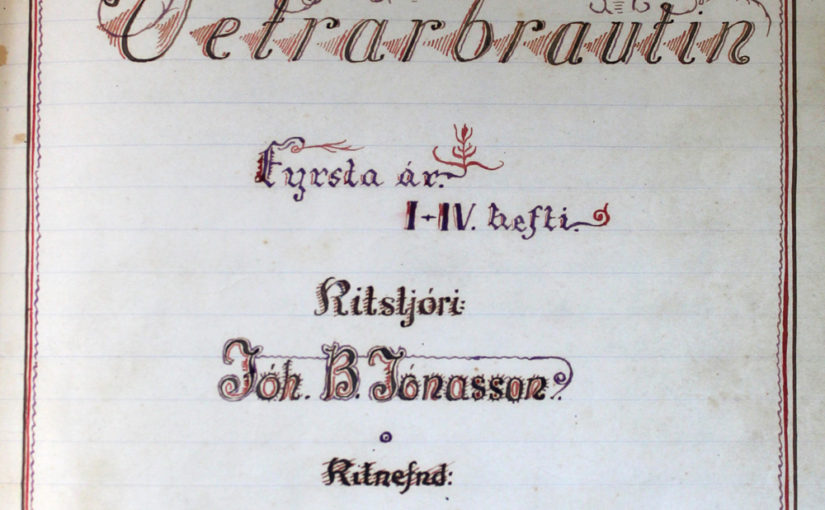 Vetrarbrautin
Fyrsta ár.
I-IV. hefti.
Ritstjóri:
Jóh. B. Jónasson.
Ritnefnd: